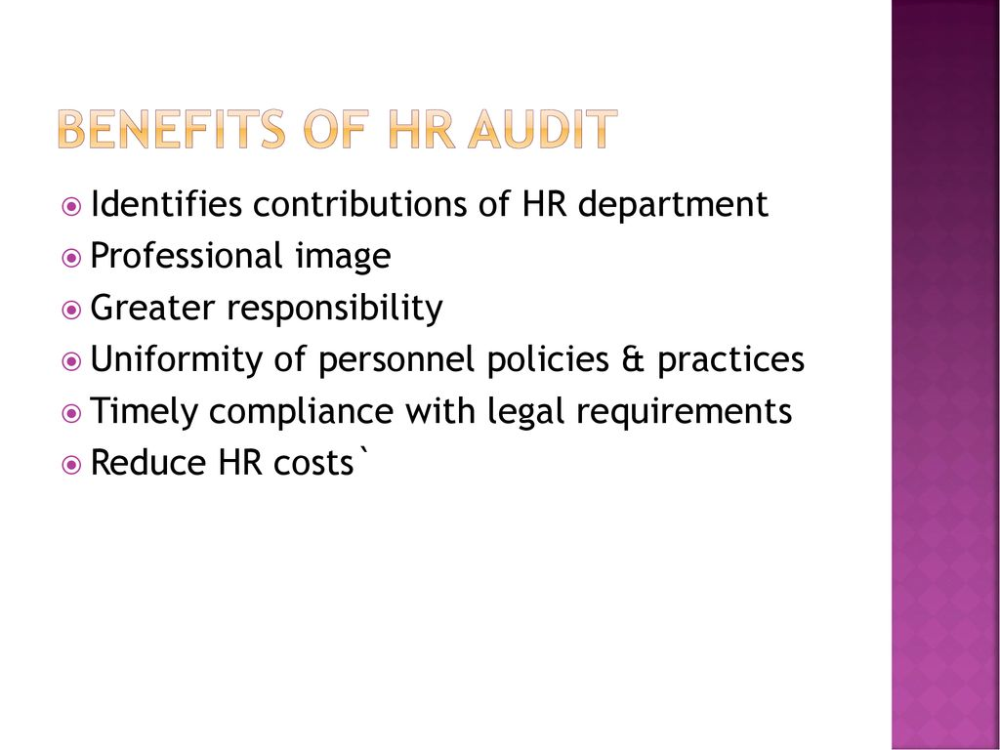 BENEFITS OF HR AUDIT
Identifies contributions of HR department
Professional image
Greater responsibility
Uniformity of personnel policies & practices
Timely compliance with legal requirements
Reduce HR costs`